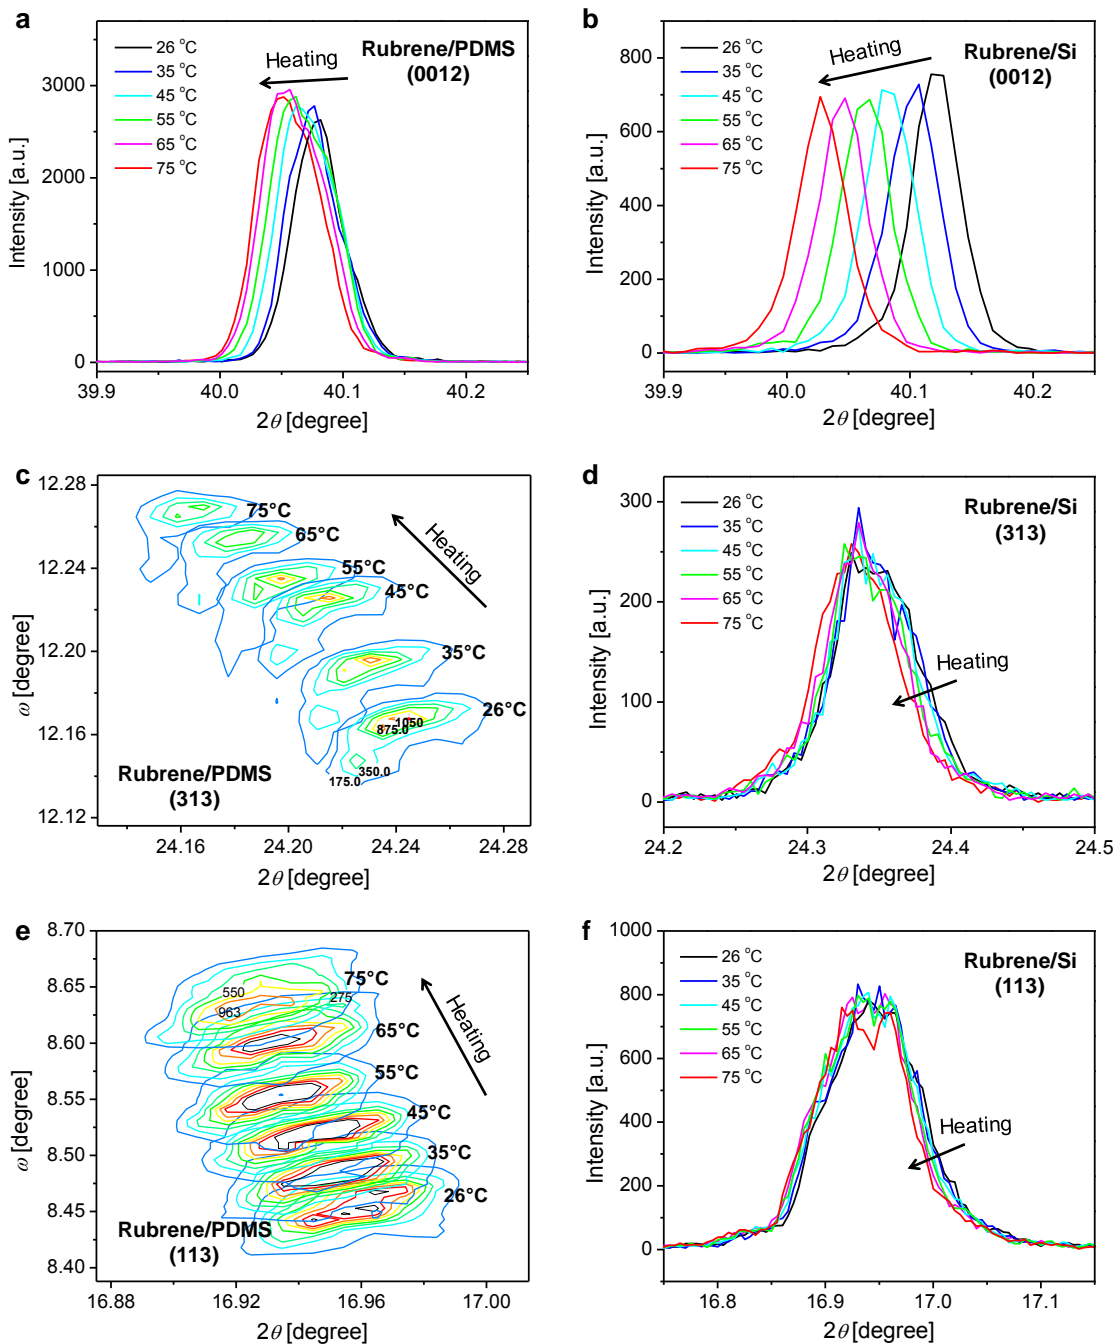 a
26 °C
35 °C
45 °C
55 °C
65 °C
75 °C
Heating
Rubrene/PDMS
(0012)
3000
2000
1000
0
Intensity [a.u.]
39.9
40.0
40.1
40.2
2θ [degree]
b
26 °C
35 °C
45 °C
55 °C
65 °C
75 °C
Heating
Rubrene/Si
(0012)
800
600
400
200
0
Intensity [a.u.]
39.9
40.0
40.1
40.2
2θ [degree]
c
12.28
12.24
12.20
12.16
12.12
ω [degree]
75°C
65°C
55°C
45°C
35°C
26°C
Heating
1050
875.0
350.0
175.0
Rubrene/PDMS
(313)
24.16
24.20
24.24
24.28
2θ [degree]
d
26 °C
35 °C
45 °C
55 °C
65 °C
75 °C
Rubrene/Si
(313)
Heating
300
200
100
0
Intensity [a.u.]
24.2
24.3
24.4
24.5
2θ [degree]
e
8.70
8.65
8.60
8.55
8.50
8.45
8.40
ω [degree]
75°C
65°C
55°C
45°C
35°C
26°C
Heating
550
275
963
Rubrene/PDMS
(113)
16.88
16.92
16.96
17.00
2θ [degree]
f
26 °C
35 °C
45 °C
55 °C
65 °C
75 °C
Rubrene/Si
(113)
Heating
1000
800
600
400
200
0
Intensity [a.u.]
16.8
16.9
17.0
17.1
2θ [degree]